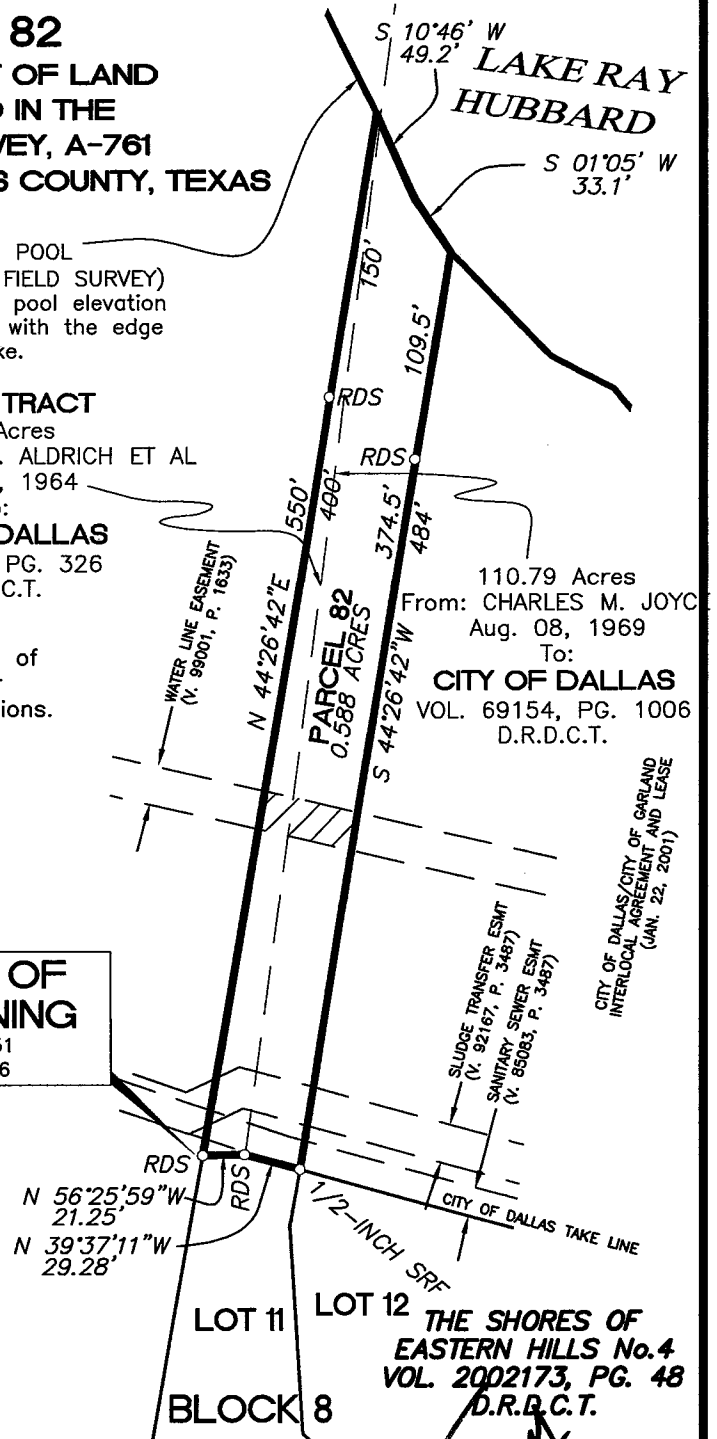 82
T OF LAND
D IN THE
VEY, A-761
S COUNTY, TEXAS
S 10°46' W
49.2'
LAKE RAY
HUBBARD
S 01°05' W
33.1'
POOL
FIELD SURVEY)
pool elevation
with the edge
ke.
150'
109.5'
RDS
RDS
TRACT
Acres
. ALDRICH ET AL
, 1964
:
DALLAS
PG. 326
C.T.
of
ions.
550'
400'
374.5'
484'
110.79 Acres
From: CHARLES M. JOYC
Aug. 08, 1969
To:
CITY OF DALLAS
VOL. 69154, PG. 1006
D.R.D.C.T.
WATER LINE EASEMENT
(V. 99001, P. 1633)
N 44°26'42"E
PARCEL 82
0.588 ACRES
S 44°26'42"W
CITY OF DALLAS/CITY OF GARLAND
INTERLOCAL AGREEMENT AND LEASE
(JAN. 22, 2001)
OF
NING
51
6
SLUDGE TRANSFER ESMT
(V. 92167, P. 3487)
SANITARY SEWER ESMT
(V. 85083, P. 3487)
RDS
RDS
N 56°25'59"W
21.25'
N 39°37'11"W
29.28'
1/2-INCH SRF
CITY OF DALLAS TAKE LINE
LOT 11
LOT 12
THE SHORES OF
EASTERN HILLS No.4
VOL. 2002173, PG. 48
D.R.D.C.T.
BLOCK 8